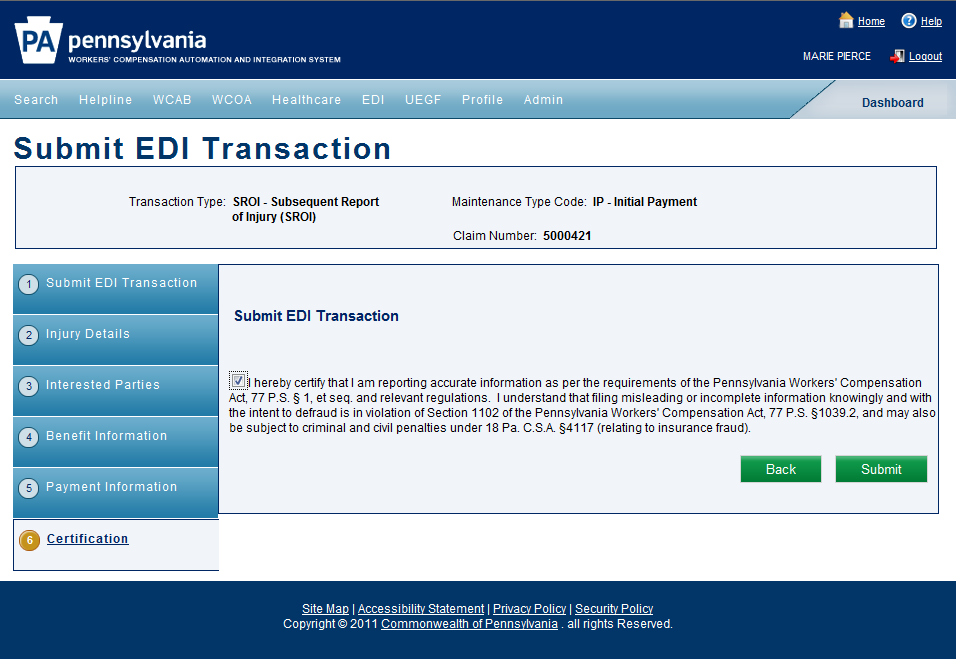 Home Help
PA pennsylvania
WORKERS' COMPENSATION AUTOMATION AND INTEGRATION SYSTEM
MARIE PIERCE Logout
Search Helpline WCAB WCOA Healthcare EDI UEGF Profile Admin Dashboard
Submit EDI Transaction
Transaction Type: SROI - Subsequent Report of Injury (SROI)
Maintenance Type Code: IP - Initial Payment
Claim Number: 5000421
1 Submit EDI Transaction
2 Injury Details
3 Interested Parties
4 Benefit Information
5 Payment Information
6 Certification
Submit EDI Transaction
I hereby certify that I am reporting accurate information as per the requirements of the Pennsylvania Workers' Compensation
Act, 77 P.S. § 1, et seq. and relevant regulations. I understand that filing misleading or incomplete information knowingly and with
the intent to defraud is in violation of Section 1102 of the Pennsylvania Workers' Compensation Act, 77 P.S. §1039.2, and may also
be subject to criminal and civil penalties under 18 Pa. C.S.A. §4117 (relating to insurance fraud).
Back Submit
Site Map | Accessibility Statement | Privacy Policy | Security Policy
Copyright © 2011 Commonwealth of Pennsylvania . all rights Reserved.